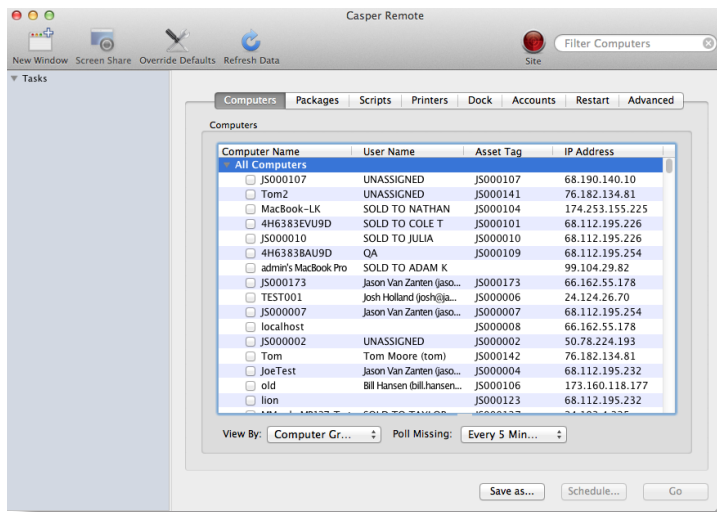 Casper Remote
New Window Screen Share Override Defaults Refresh Data Site Filter Computers
Tasks
Computers Packages Scripts Printers Dock Accounts Restart Advanced
Computers
Computer Name User Name Asset Tag IP Address
All Computers
JS000107 UNASSIGNED JS000107 68.190.140.10
Tom2 UNASSIGNED JS000141 76.182.134.81
MacBook-LK SOLD TO NATHAN JS000104 174.253.155.225
4H6383EVU9D SOLD TO COLE T JS000101 68.112.195.226
JS000010 SOLD TO JULIA JS000010 68.112.195.226
4H6383BAU9D QA JS000109 68.112.195.254
admin's MacBook Pro SOLD TO ADAM K 99.104.29.82
JS000173 Jason Van Zanten (jaso... JS000173 66.162.55.178
TEST001 Josh Holland (josh@ja... JS000006 24.124.26.70
JS000007 Jason Van Zanten (jaso... JS000007 68.112.195.254
localhost JS000008 66.162.55.178
JS000002 UNASSIGNED JS000002 50.78.224.193
Tom Tom Moore (tom) JS000142 76.182.134.81
JoeTest Jason Van Zanten (jaso... JS000004 68.112.195.232
old Bill Hansen (bill.hansen... JS000106 173.160.118.177
lion JS000123 68.112.195.232
SOLD TO TAYLOR
View By: Computer Gr... Poll Missing: Every 5 Min...
Save as... Schedule... Go